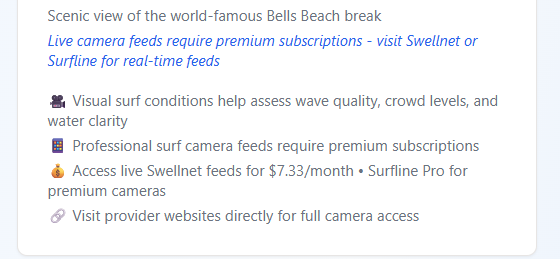 Scenic view of the world-famous Bells Beach break
Live camera feeds require premium subscriptions - visit Swellnet or
Surfline for real-time feeds
🎥 Visual surf conditions help assess wave quality, crowd levels, and
water clarity
📱 Professional surf camera feeds require premium subscriptions
💰 Access live Swellnet feeds for $7.33/month • Surfline Pro for
premium cameras
🔗 Visit provider websites directly for full camera access